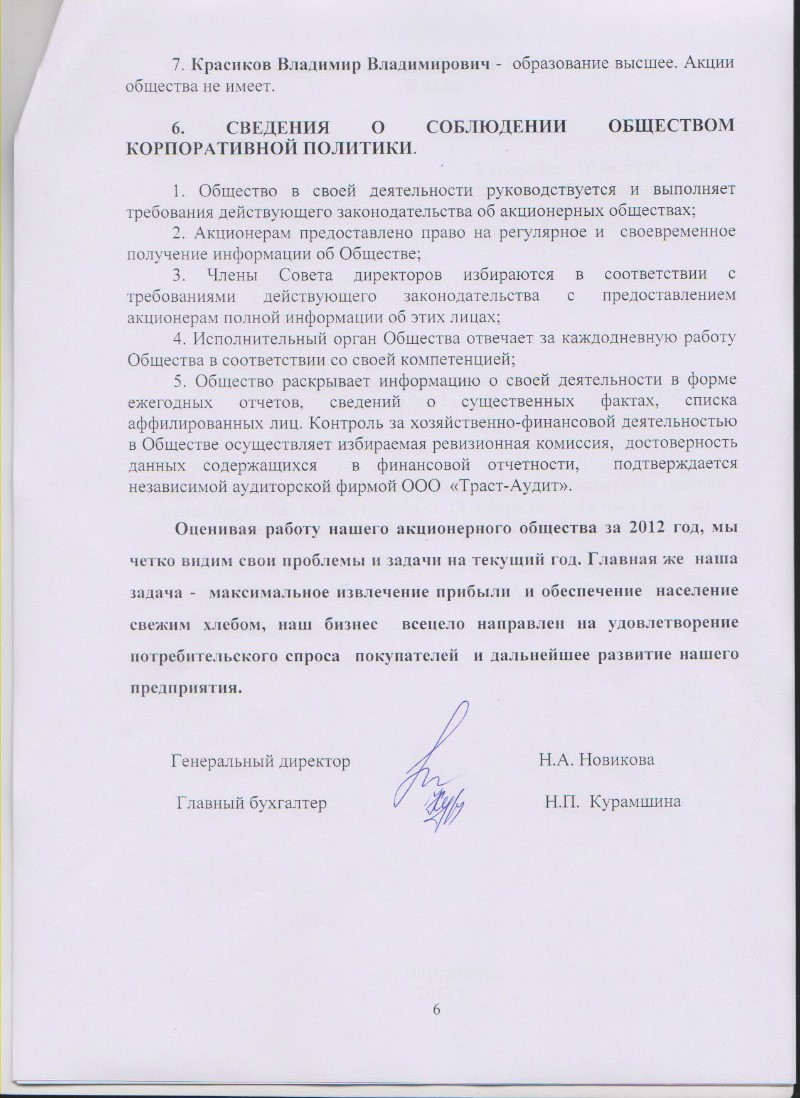 7. Красиков Владимир Владимирович - образование высшее. Акции
общества не имеет.
6. СВЕДЕНИЯ О СОБЛЮДЕНИИ ОБЩЕСТВОМ
КОРПОРАТИВНОЙ ПОЛИТИКИ.
1. Общество в своей деятельности руководствуется и выполняет
требования действующего законодательства об акционерных обществах;
2. Акционерам предоставлено право на регулярное и своевременное
получение информации об Обществе;
3. Члены Совета директоров избираются в соответствии с
требованиями действующего законодательства с предоставлением
акционерам полной информации об этих лицах;
4. Исполнительный орган Общества отвечает за каждодневную работу
Общества в соответствии со своей компетенцией;
5. Общество раскрывает информацию о своей деятельности в форме
ежегодных отчетов, сведений о существенных фактах, списка
аффилированных лиц. Контроль за хозяйственно-финансовой деятельностью
в Обществе осуществляет избираемая ревизионная комиссия, достоверность
данных содержащихся в финансовой отчетности, подтверждается
независимой аудиторской фирмой ООО «Траст-Аудит».
Оценивая работу нашего акционерного общества за 2012 год, мы
четко видим свои проблемы и задачи на текущий год. Главная же наша
задача - максимальное извлечение прибыли и обеспечение население
свежим хлебом, наш бизнес всецело направлен на удовлетворение
потребительского спроса покупателей и дальнейшее развитие нашего
предприятия.
Генеральный директор Н.А. Новикова
Главный бухгалтер Н.П. Курамшина
6